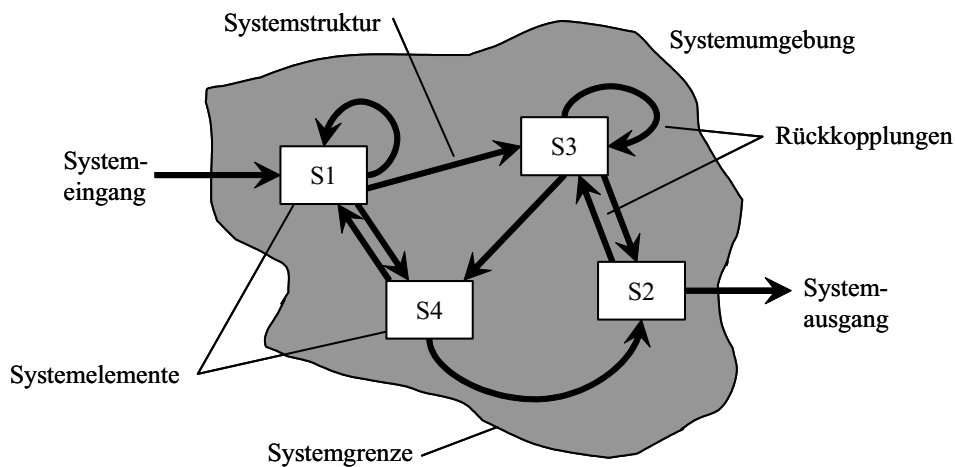 Systemstruktur
Systemumgebung
Rückkopplungen
System-
eingang
S1
S3
S4
S2
System-
ausgang
Systemelemente
Systemgrenze